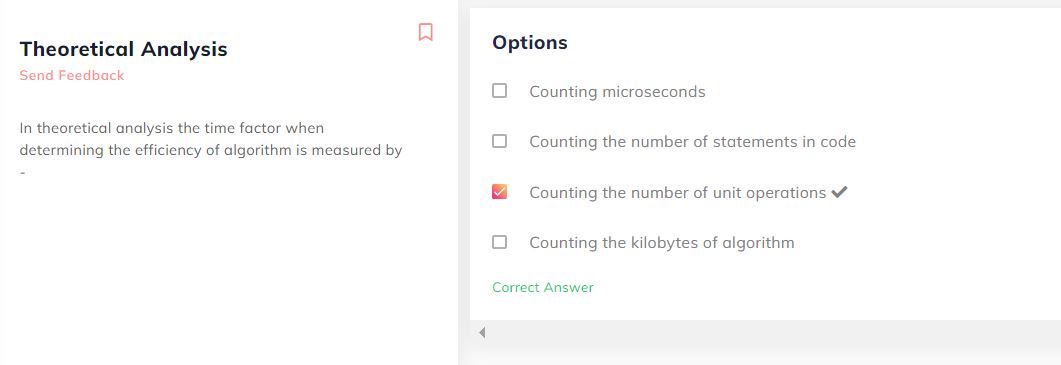 Theoretical Analysis
Send Feedback
In theoretical analysis the time factor when
determining the efficiency of algorithm is measured by
-
Options
Counting microseconds
Counting the number of statements in code
Counting the number of unit operations
Counting the kilobytes of algorithm
Correct Answer